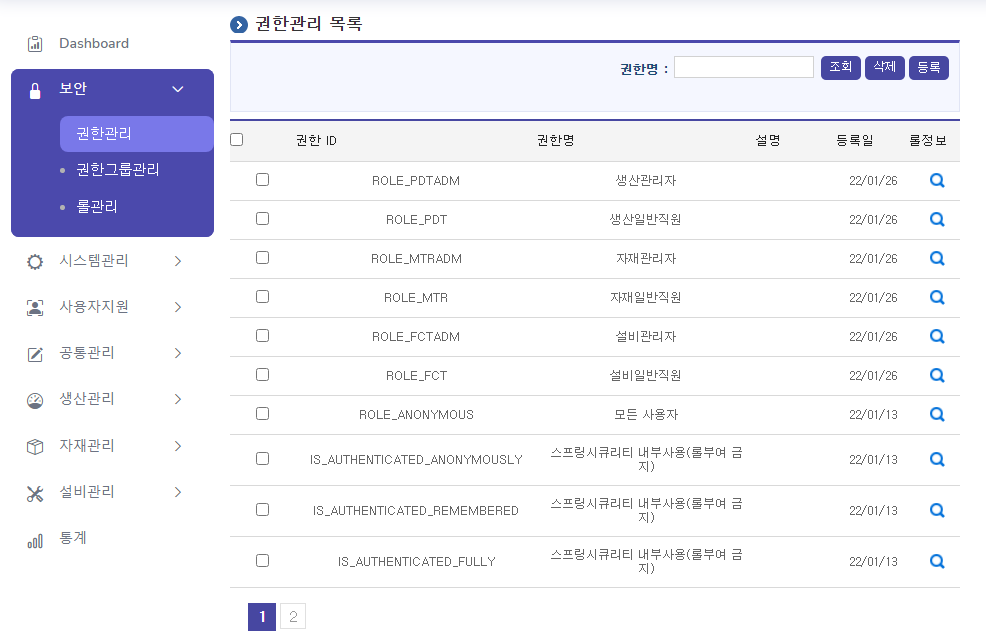 Dashboard
보안
권한관리
권한그룹관리
롤관리
시스템관리
사용자지원
공통관리
생산관리
자재관리
설비관리
통계
권한관리 목록
권한명 : 조회 삭제 등록
권한 ID 권한명 설명 등록일 롤정보
ROLE_PDTADM 생산관리자 22/01/26
ROLE_PDT 생산일반직원 22/01/26
ROLE_MTRADM 자재관리자 22/01/26
ROLE_MTR 자재일반직원 22/01/26
ROLE_FCTADM 설비관리자 22/01/26
ROLE_FCT 설비일반직원 22/01/26
ROLE_ANONYMOUS 모든 사용자 22/01/13
IS_AUTHENTICATED_ANONYMOUSLY 스프링시큐리티 내부사용(롤부여 금
지) 22/01/13
IS_AUTHENTICATED_REMEMBERED 스프링시큐리티 내부사용(롤부여 금
지) 22/01/13
IS_AUTHENTICATED_FULLY 스프링시큐리티 내부사용(롤부여 금
지) 22/01/13
1 2